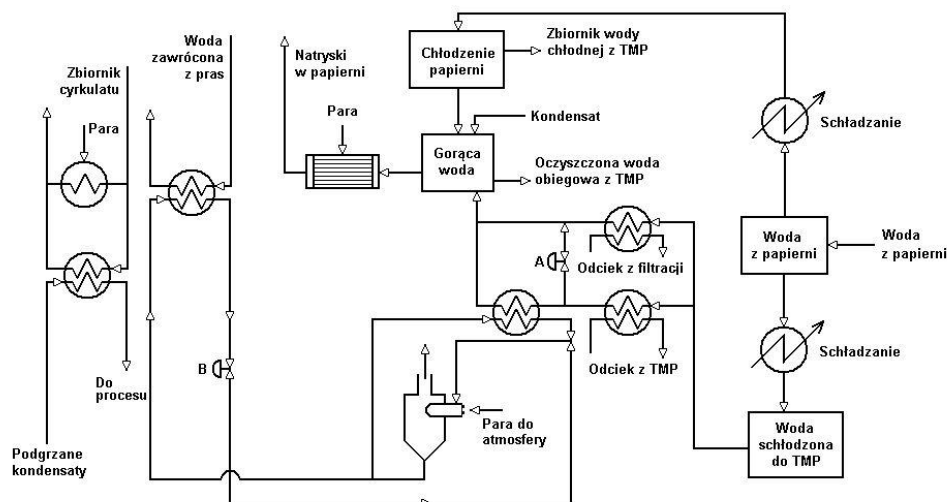 Woda
zawrócona
z pras
Zbiornik
cyrkulatu
Para
Natryski
w papierni
Para
Chłodzenie
papierni
Zbiornik wody
chłodnej z TMP
Kondensat
Gorąca
woda
Oczyszczona woda
obiegowa z TMP
Schładzanie
Woda
z papierni
Woda
z papierni
A
Odciek z filtracji
Schładzanie
B
Odciek z TMP
Do
procesu
Para do
atmosfery
Podgrzane
kondensaty
Woda
schłodzona
do TMP